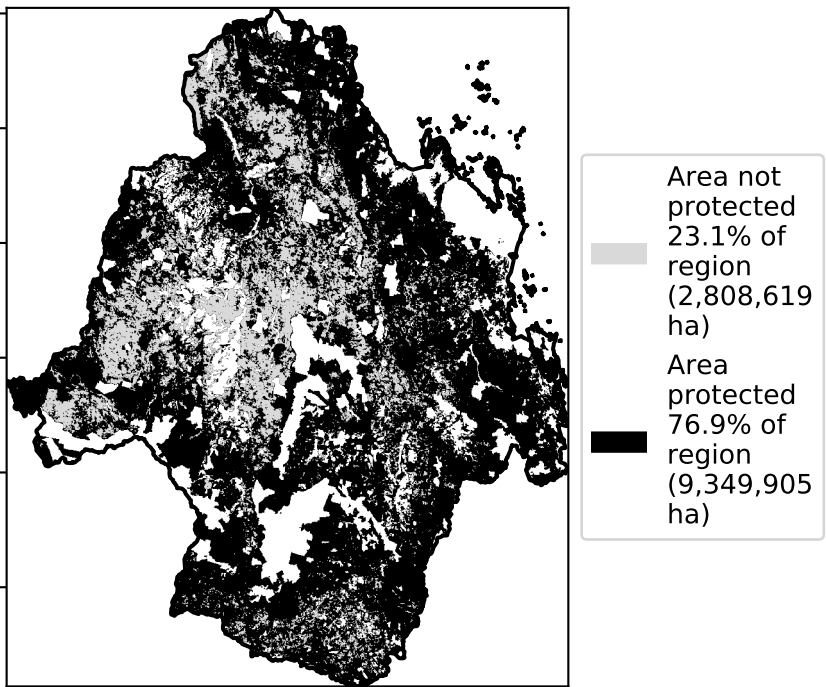 Area not
protected
23.1% of
region
(2,808,619
ha)
Area
protected
76.9% of
region
(9,349,905
ha)